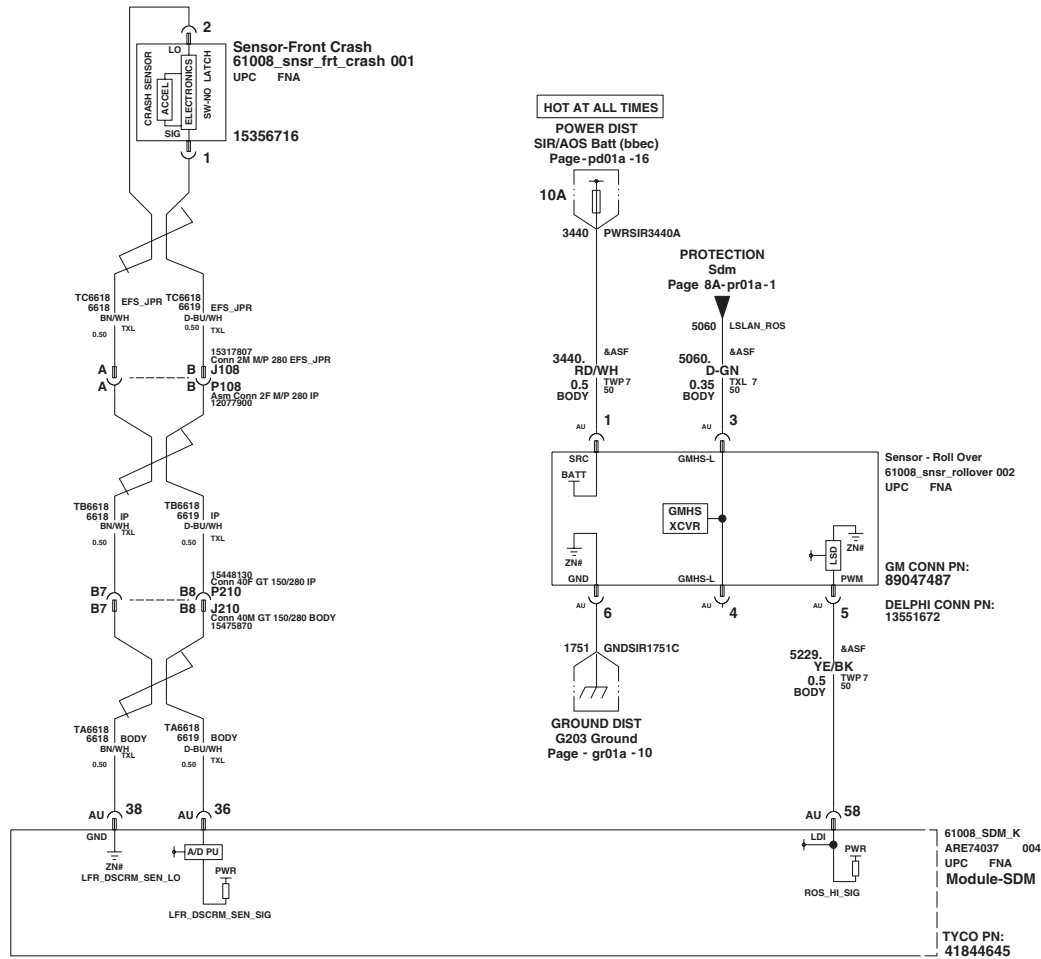 2
Sensor-Front Crash
61008_snsr_frt_crash 001
UPC FNA
LO
CRASH SENSOR
ACCEL
ELECTRONICS
SW-NO LATCH
SIG
15356716
1
TC6618
6618
EFS_JPR
BN/WH
0.50
TXL
TC6618
6619
EFS_JPR
D-BU/WH
0.50
TXL
15317807
Conn 2M M/P 280 EFS_JPR
A
B
J108
A
B
P108
Asm Conn 2F M/P 280 IP
12077900
TB6618
6618
IP
BN/WH
TXL
0.50
TB6618
6619
IP
D-BU/WH
TXL
0.50
15448130
Conn 40F GT 150/280 IP
B7
B8
P210
B7
B8
J210
Conn 40M GT 150/280 BODY
15475870
TA6618
6618
BODY
BN/WH
TXL
0.50
TA6618
6619
BODY
D-BU/WH
TXL
0.50
AU
38
AU
36
GND
ZN#
LFR_DSCRM_SEN_LO
A/D PU
PWR
LFR_DSCRM_SEN_SIG
HOT AT ALL TIMES
POWER DIST
SIR/AOS Batt (bbec)
Page-pd01a -16
10A
3440
PWRSIR3440A
PROTECTION
Sdm
Page 8A-pr01a-1
5060
LSLAN_ROS
3440.
&ASF
RD/WH
0.5
TWP 7
50
BODY
5060.
&ASF
D-GN
0.35
TXL 7
50
BODY
AU
1
AU
3
SRC
BATT
GMHS-L
GMHS
XCVR
ZN#
GND
GMHS-L
LSD
ZN#
PWM
Sensor - Roll Over
61008_snsr_rollover 002
UPC FNA
GM CONN PN:
89047487
AU
6
AU
4
AU
5
DELPHI CONN PN:
13551672
1751
GNDSIR1751C
GROUND DIST
G203 Ground
Page - gr01a -10
5229.
&ASF
YE/BK
0.5
TWP 7
50
BODY
AU
58
LDI
PWR
ROS_HI_SIG
61008_SDM_K
ARE74037 004
UPC FNA
Module-SDM
TYCO PN:
41844645